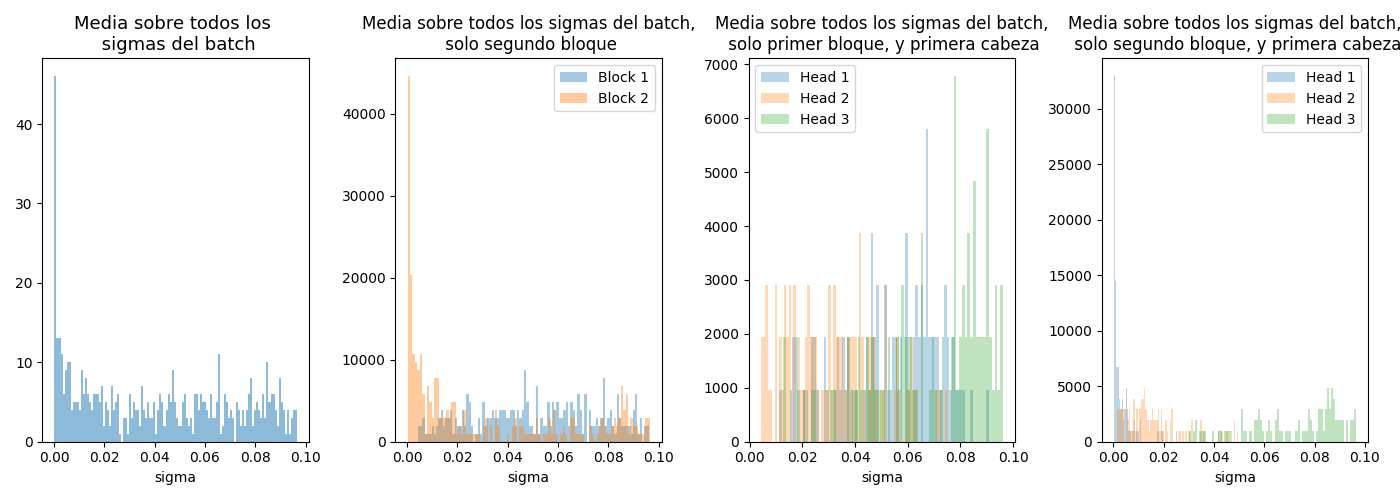 Media sobre todos los
sigmas del batch
40
30
20
10
0
0.00 0.02 0.04 0.06 0.08 0.10
sigma
Media sobre todos los sigmas del batch,
solo segundo bloque
Block 1
Block 2
40000
30000
20000
10000
0
0.00 0.02 0.04 0.06 0.08 0.10
sigma
Media sobre todos los sigmas del batch,
solo primer bloque, y primera cabeza
Head 1
Head 2
Head 3
7000
6000
5000
4000
3000
2000
1000
0
0.00 0.02 0.04 0.06 0.08 0.10
sigma
Media sobre todos los sigmas del batch,
solo segundo bloque, y primera cabeza
Head 1
Head 2
Head 3
30000
25000
20000
15000
10000
5000
0
0.00 0.02 0.04 0.06 0.08 0.10
sigma